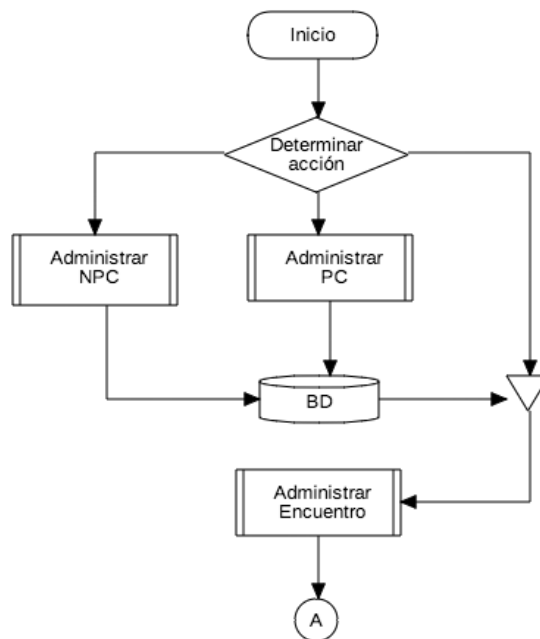 Inicio
Determinar
acción
Administrar
NPC
Administrar
PC
BD
Administrar
Encuentro
A